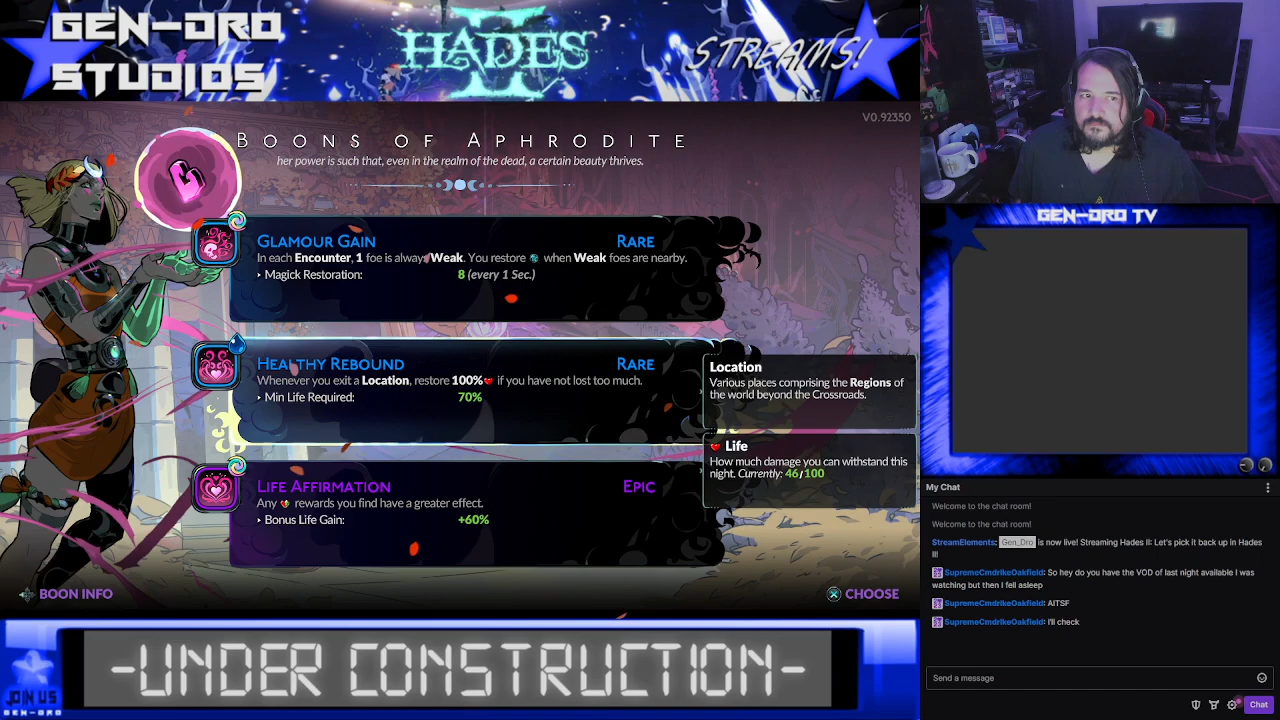 GEN-DRO
STUDIOS
HADES
II
STREAMS!
V0.92350
BOONS OF APHRODITE
her power is such that, even in the realm of the dead, a certain beauty thrives.
GLAMOUR GAIN
RARE
In each Encounter, 1 foe is always Weak. You restore when Weak foes are nearby.
▸ Magick Restoration: 8 (every 1 Sec.)
HEALTHY REBOUND
RARE
Whenever you exit a Location, restore 100% if you have not lost too much.
▸ Min Life Required: 70%
LIFE AFFIRMATION
EPIC
Any rewards you find have a greater effect.
▸ Bonus Life Gain: +60%
Location
Various places comprising the Regions of
the world beyond the Crossroads.
Life
How much damage you can withstand this
night. Currently: 46/100
BOON INFO
CHOOSE
-UNDER CONSTRUCTION-
JOIN US
GEN-DRO
GEN-DRO TV
My Chat
Welcome to the chat room!
Welcome to the chat room!
StreamElements: Gen_Dro is now live! Streaming Hades II: Let's pick it back up in Hades
II!
SupremeCmdrIkeOakfield: So hey do you have the VOD of last night available I was
watching but then I fell asleep
SupremeCmdrIkeOakfield: AITSF
SupremeCmdrIkeOakfield: I'll check
Send a message
Chat